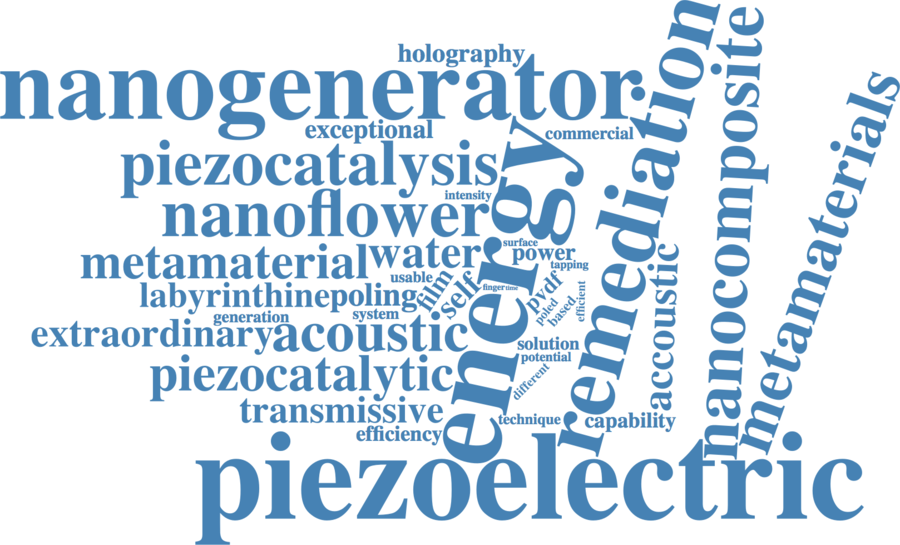 holography
nanogenerator
exceptional
commercial
piezocatalysis
intensity
nanoflower
energy
remediation
nanocomposite
metamaterials
metamaterial
water
surface
power
tapping
usable
film
self
finger
time
pvdf
poled
based.
efficient
accoustic
labyrinthine
poling
generation
system
extraordinary
acoustic
solution
potential
piezocatalytic
different
transmissive
technique
capability
efficiency
piezoelectric